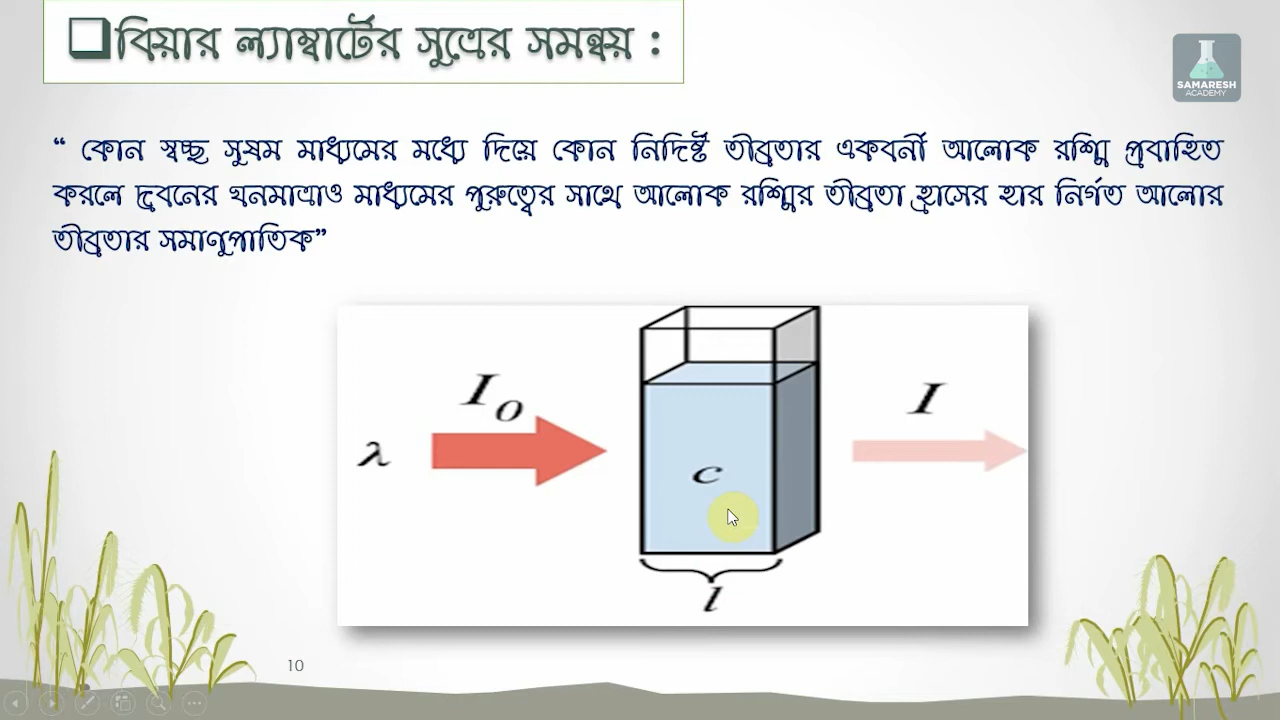 বিয়ার ল্যাম্বার্টের সুত্রের সমন্বয় :
SAMARESH
ACADEMY
“ কোন স্বচ্ছ সুষম মাধ্যমের মধ্যে দিয়ে কোন নিদির্ষ্ট তীব্রতার একবর্নী আলোক রশ্মি প্রবাহিত
করলে দ্রবনের ঘনমাত্রাও মাধ্যমের পুরুত্বের সাথে আলোক রশ্মির তীব্রতা হ্রাসের হার নির্গত আলোর
তীব্রতার সমাণুপাতিক”
I₀
I
λ
c
l
10